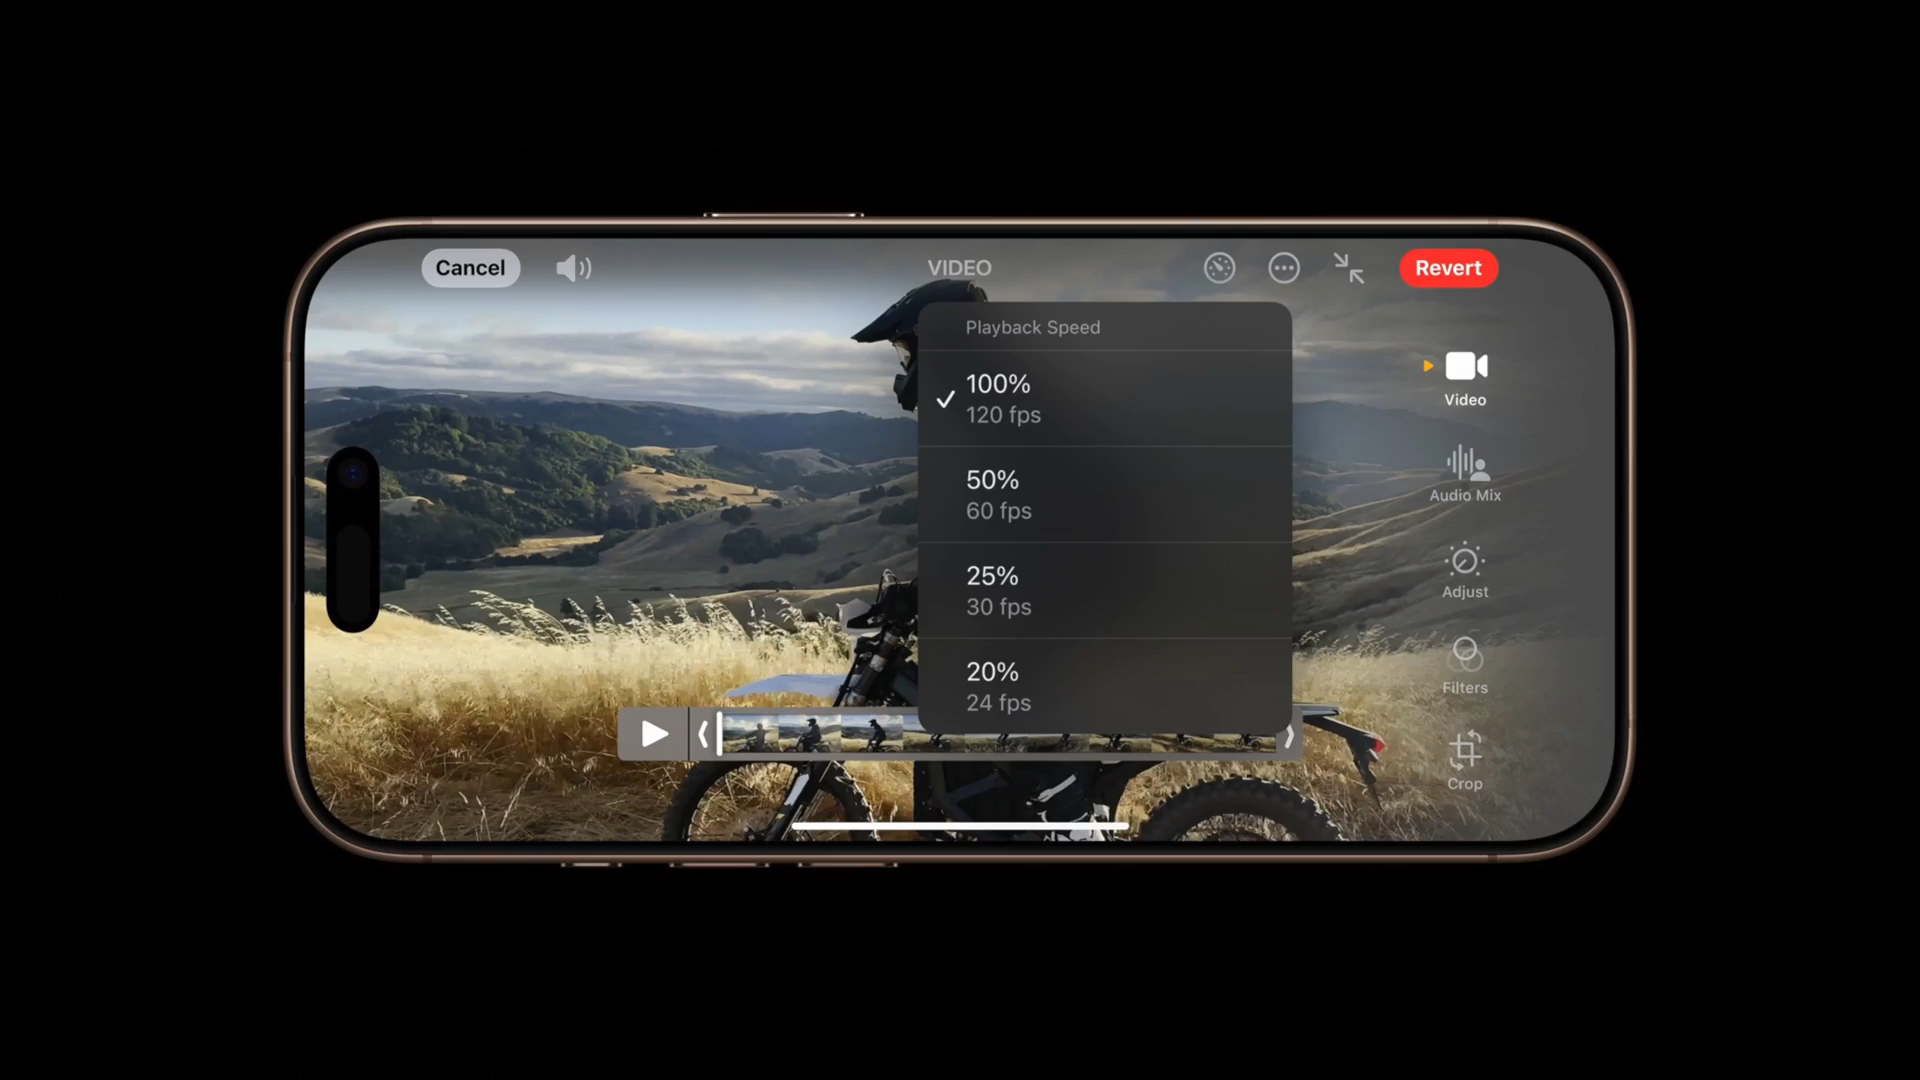 Cancel
VIDEO
Revert
Playback Speed
100%
120 fps
50%
60 fps
25%
30 fps
20%
24 fps
Video
Audio Mix
Adjust
Filters
Crop